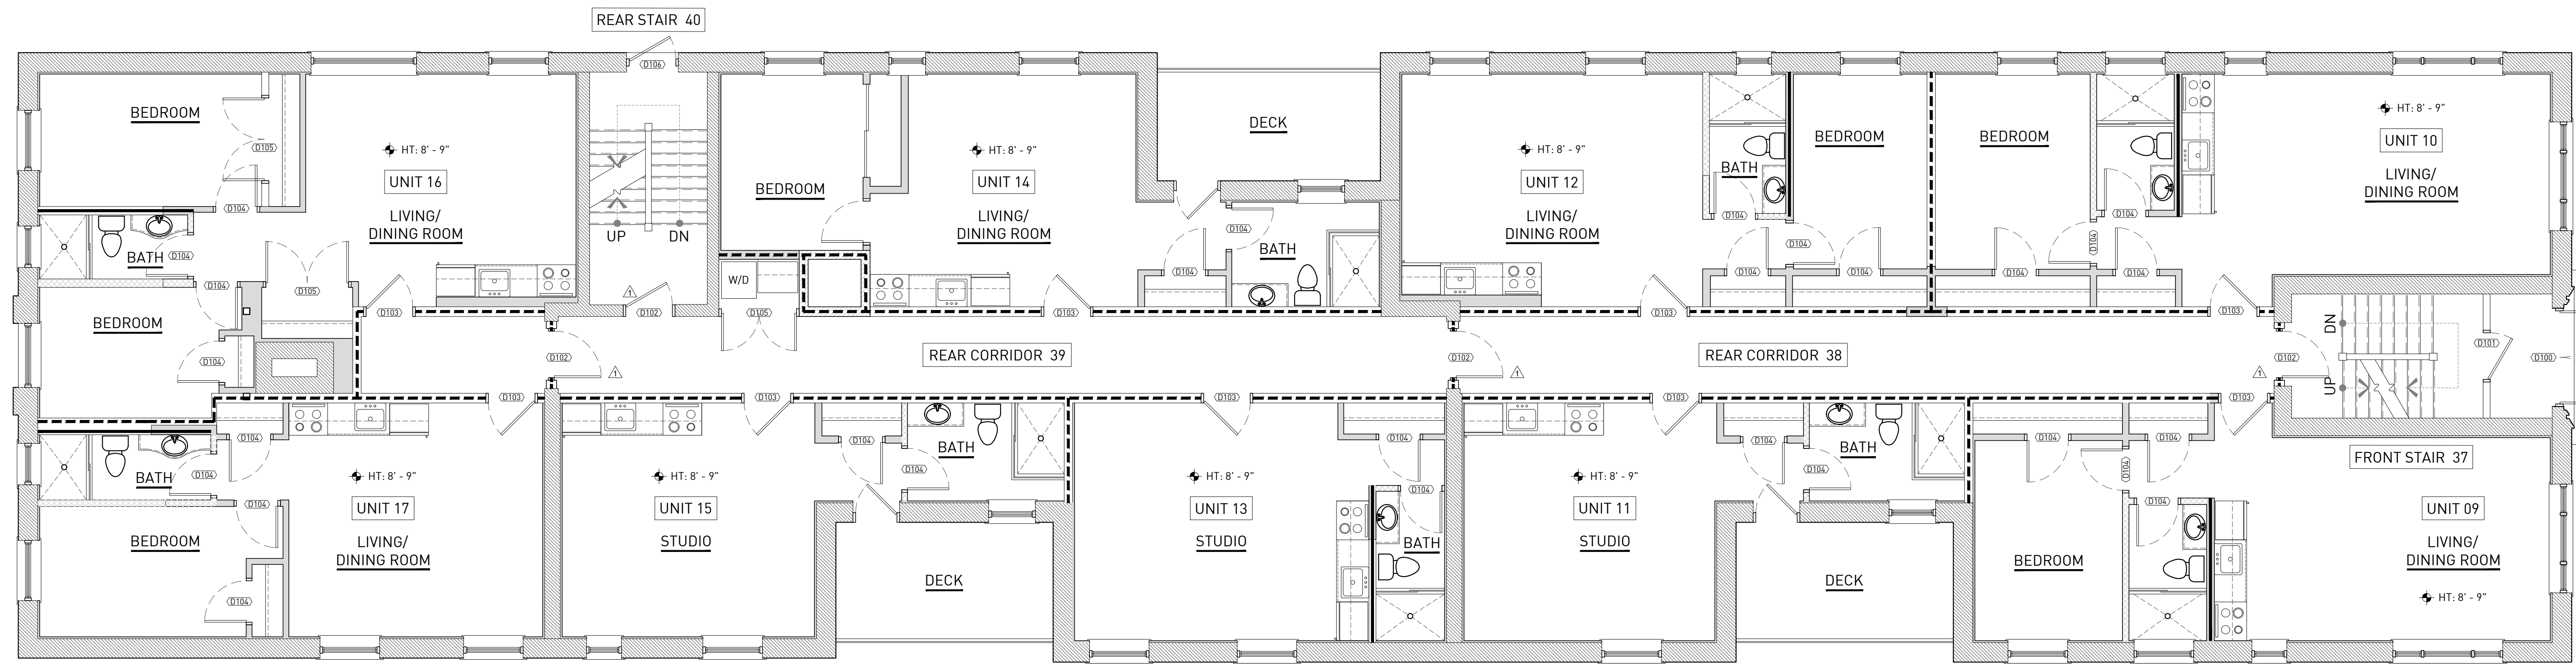 REAR STAIR 40
D106
BEDROOM
D105
D104
HT: 8' - 9"
UNIT 16
LIVING/
DINING ROOM
UP
DN
BATH
D104
D104
D105
BEDROOM
D104
D103
1
D102
BEDROOM
HT: 8' - 9"
UNIT 14
LIVING/
DINING ROOM
W/D
D105
D103
DECK
D104
D104
BATH
HT: 8' - 9"
UNIT 12
LIVING/
DINING ROOM
D103
BATH
D104
D104
D104
D104
BEDROOM
BEDROOM
D104
D104
D104
D104
HT: 8' - 9"
UNIT 10
LIVING/
DINING ROOM
D103
D102
1
REAR CORRIDOR 39
D102
1
REAR CORRIDOR 38
D102
1
DN
UP
D101
D100
D103
D103
D103
D103
D103
D104
BATH
D104
D104
BEDROOM
D104
HT: 8' - 9"
UNIT 17
LIVING/
DINING ROOM
HT: 8' - 9"
UNIT 15
STUDIO
D104
D104
BATH
DECK
HT: 8' - 9"
UNIT 13
STUDIO
D104
D104
BATH
HT: 8' - 9"
UNIT 11
STUDIO
D104
D104
BATH
DECK
D104
D104
D104
D104
BEDROOM
FRONT STAIR 37
UNIT 09
LIVING/
DINING ROOM
HT: 8' - 9"